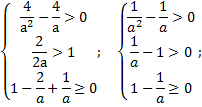 { 4/a² − 4/a > 0
2/2a > 1 ;
1 − 2/a + 1/a ≥ 0
{ 1/a² − 1/a > 0
1/a − 1 > 0 ;
1 − 1/a ≥ 0